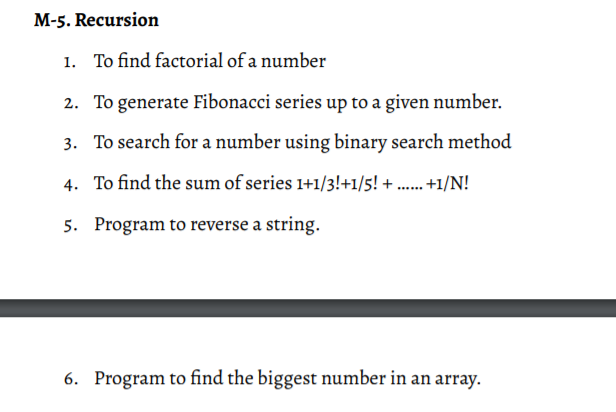 M-5. Recursion
1. To find factorial of a number
2. To generate Fibonacci series up to a given number.
3. To search for a number using binary search method
4. To find the sum of series 1+1/3!+1/5! + ...... +1/N!
5. Program to reverse a string.
6. Program to find the biggest number in an array.